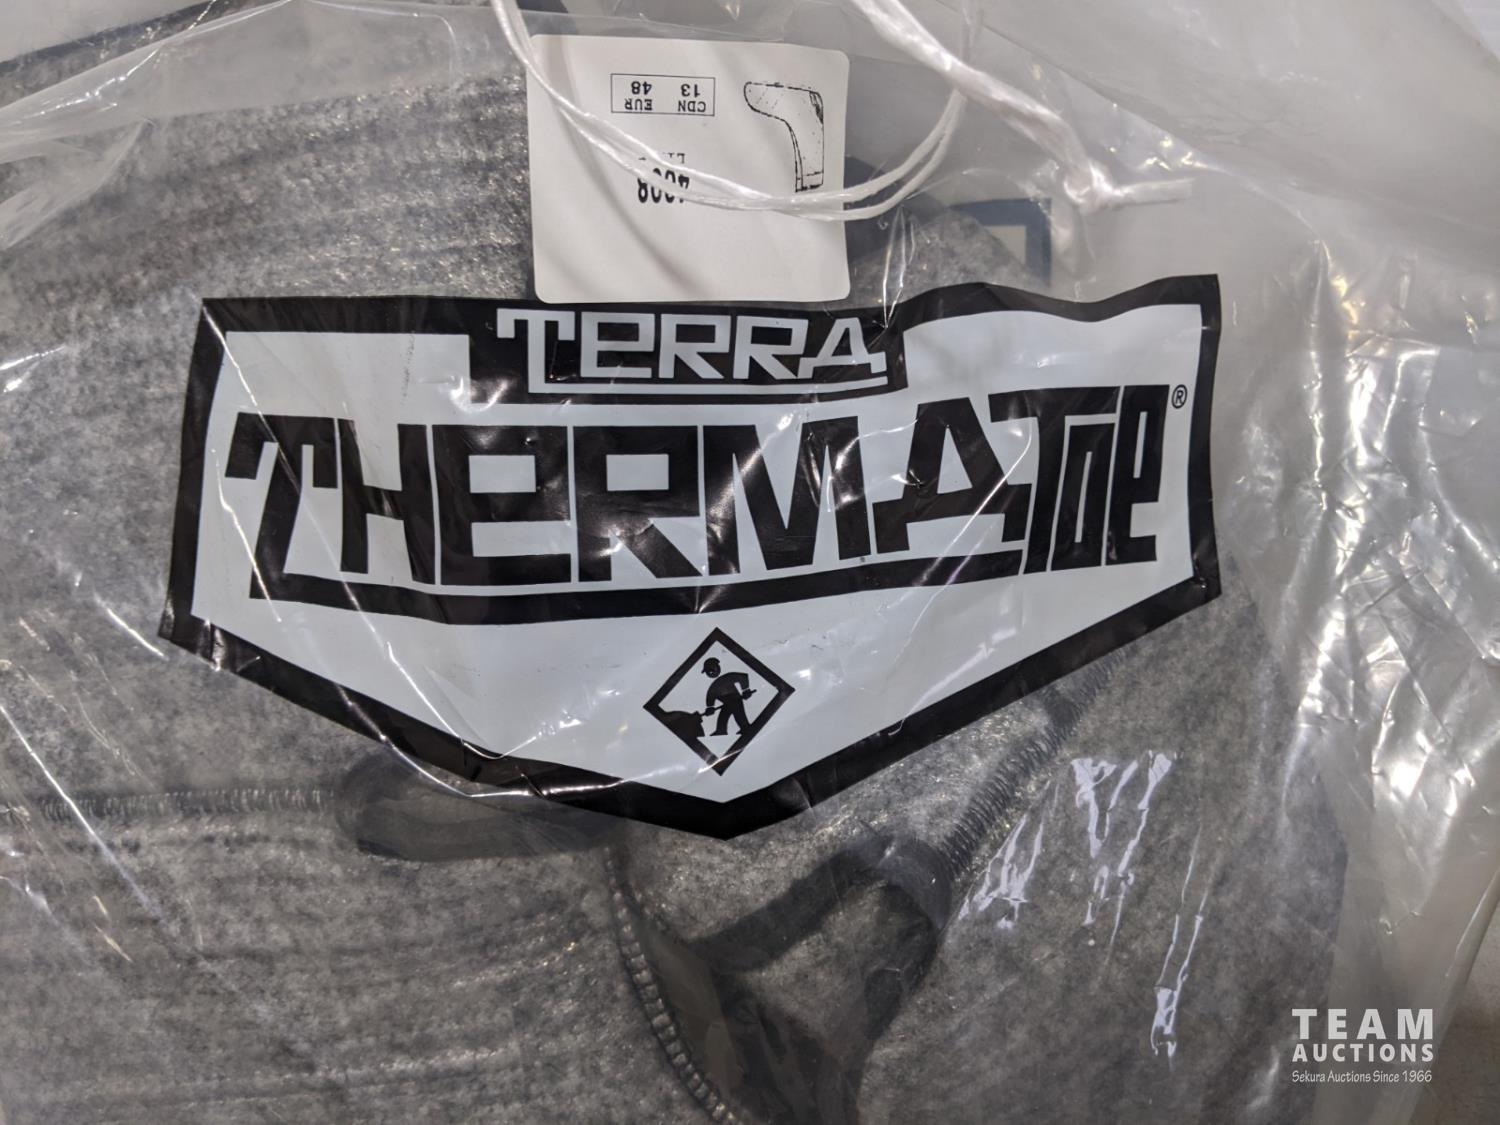 CDN EUR
13 48
TERRA
THERMATOE®
TEAM
AUCTIONS
Sekura Auctions Since 1966